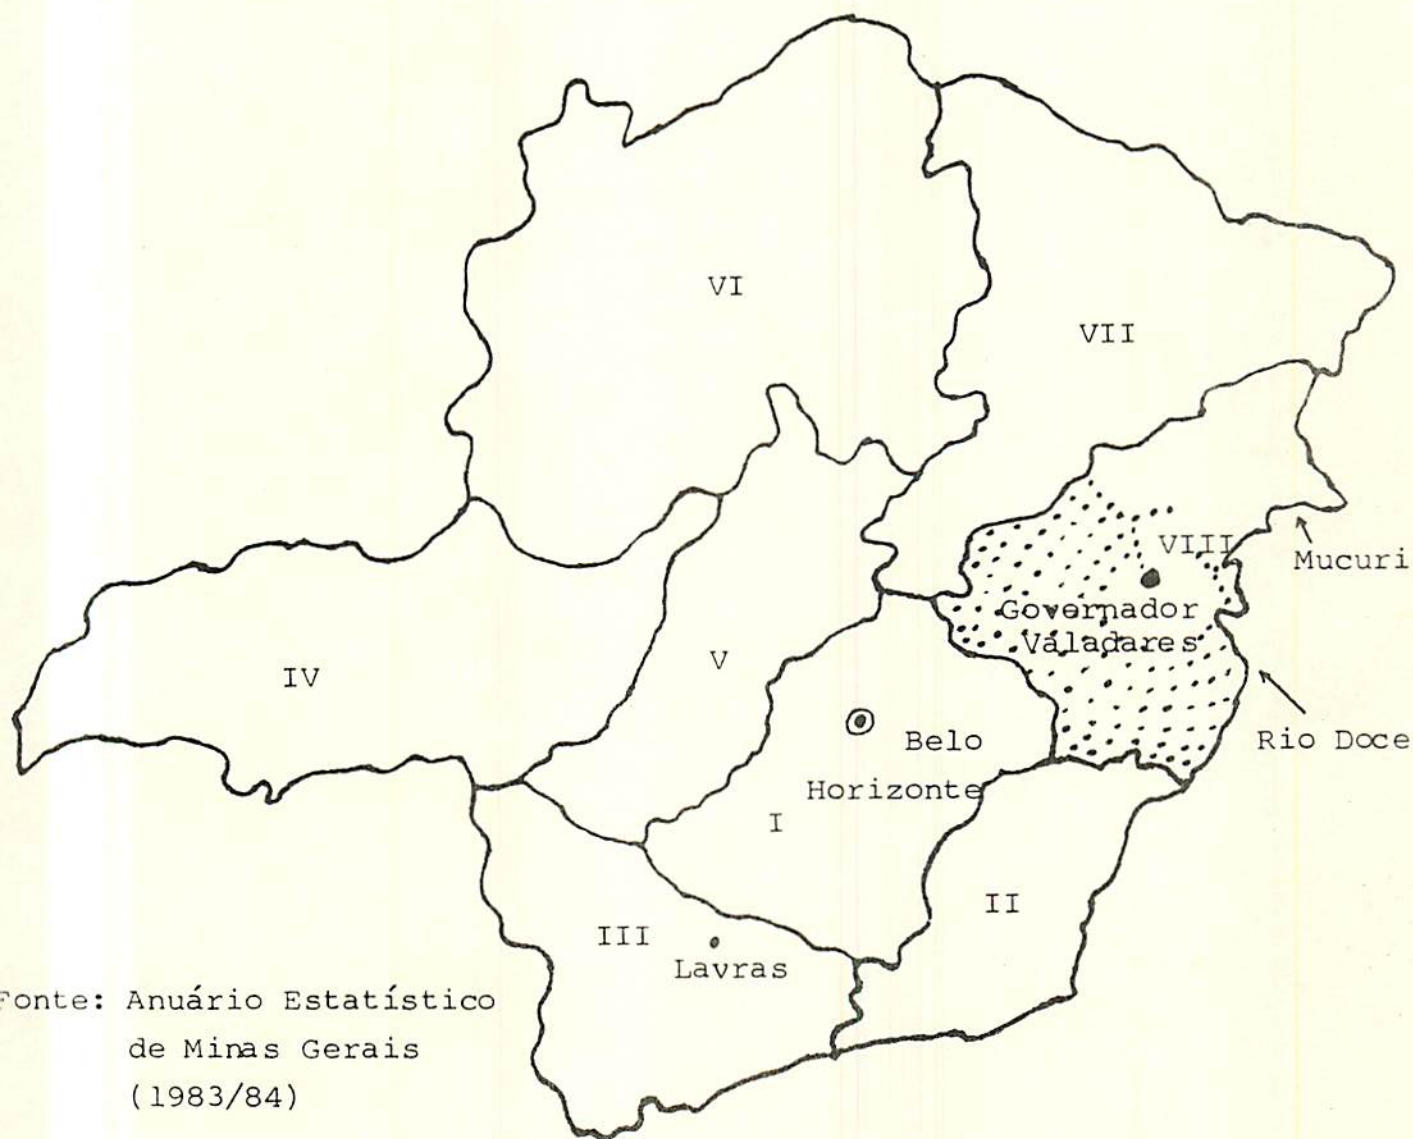 VI
VII
VIII
Mucuri
Governador
Váladares
IV
V
Belo
Rio Doce
Horizonte
I
II
III
Lavras
Fonte: Anuário Estatístico
de Minas Gerais
(1983/84)